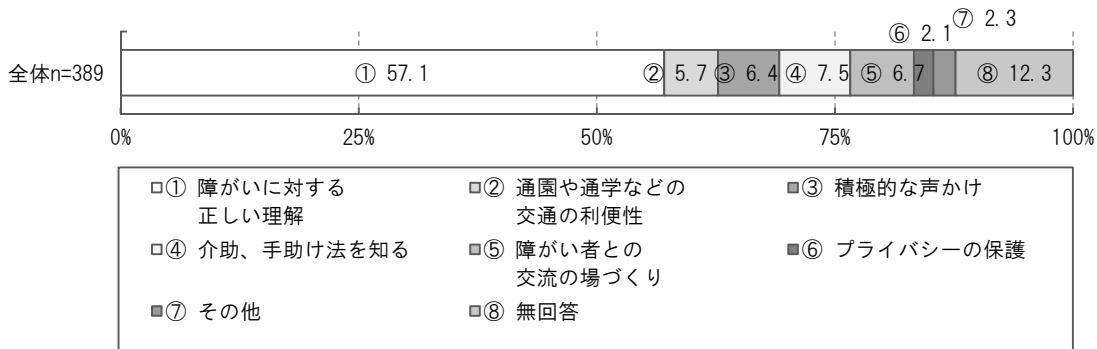 ⑦ 2.3
⑥ 2.1
全体n=389
① 57.1
② 5.7
③ 6.4
④ 7.5
⑤ 6.7
⑧ 12.3
0%
25%
50%
75%
100%
① 障がいに対する
正しい理解
② 通園や通学などの
交通の利便性
③ 積極的な声かけ
④ 介助、手助け法を知る
⑤ 障がい者との
交流の場づくり
⑥ プライバシーの保護
⑦ その他
⑧ 無回答